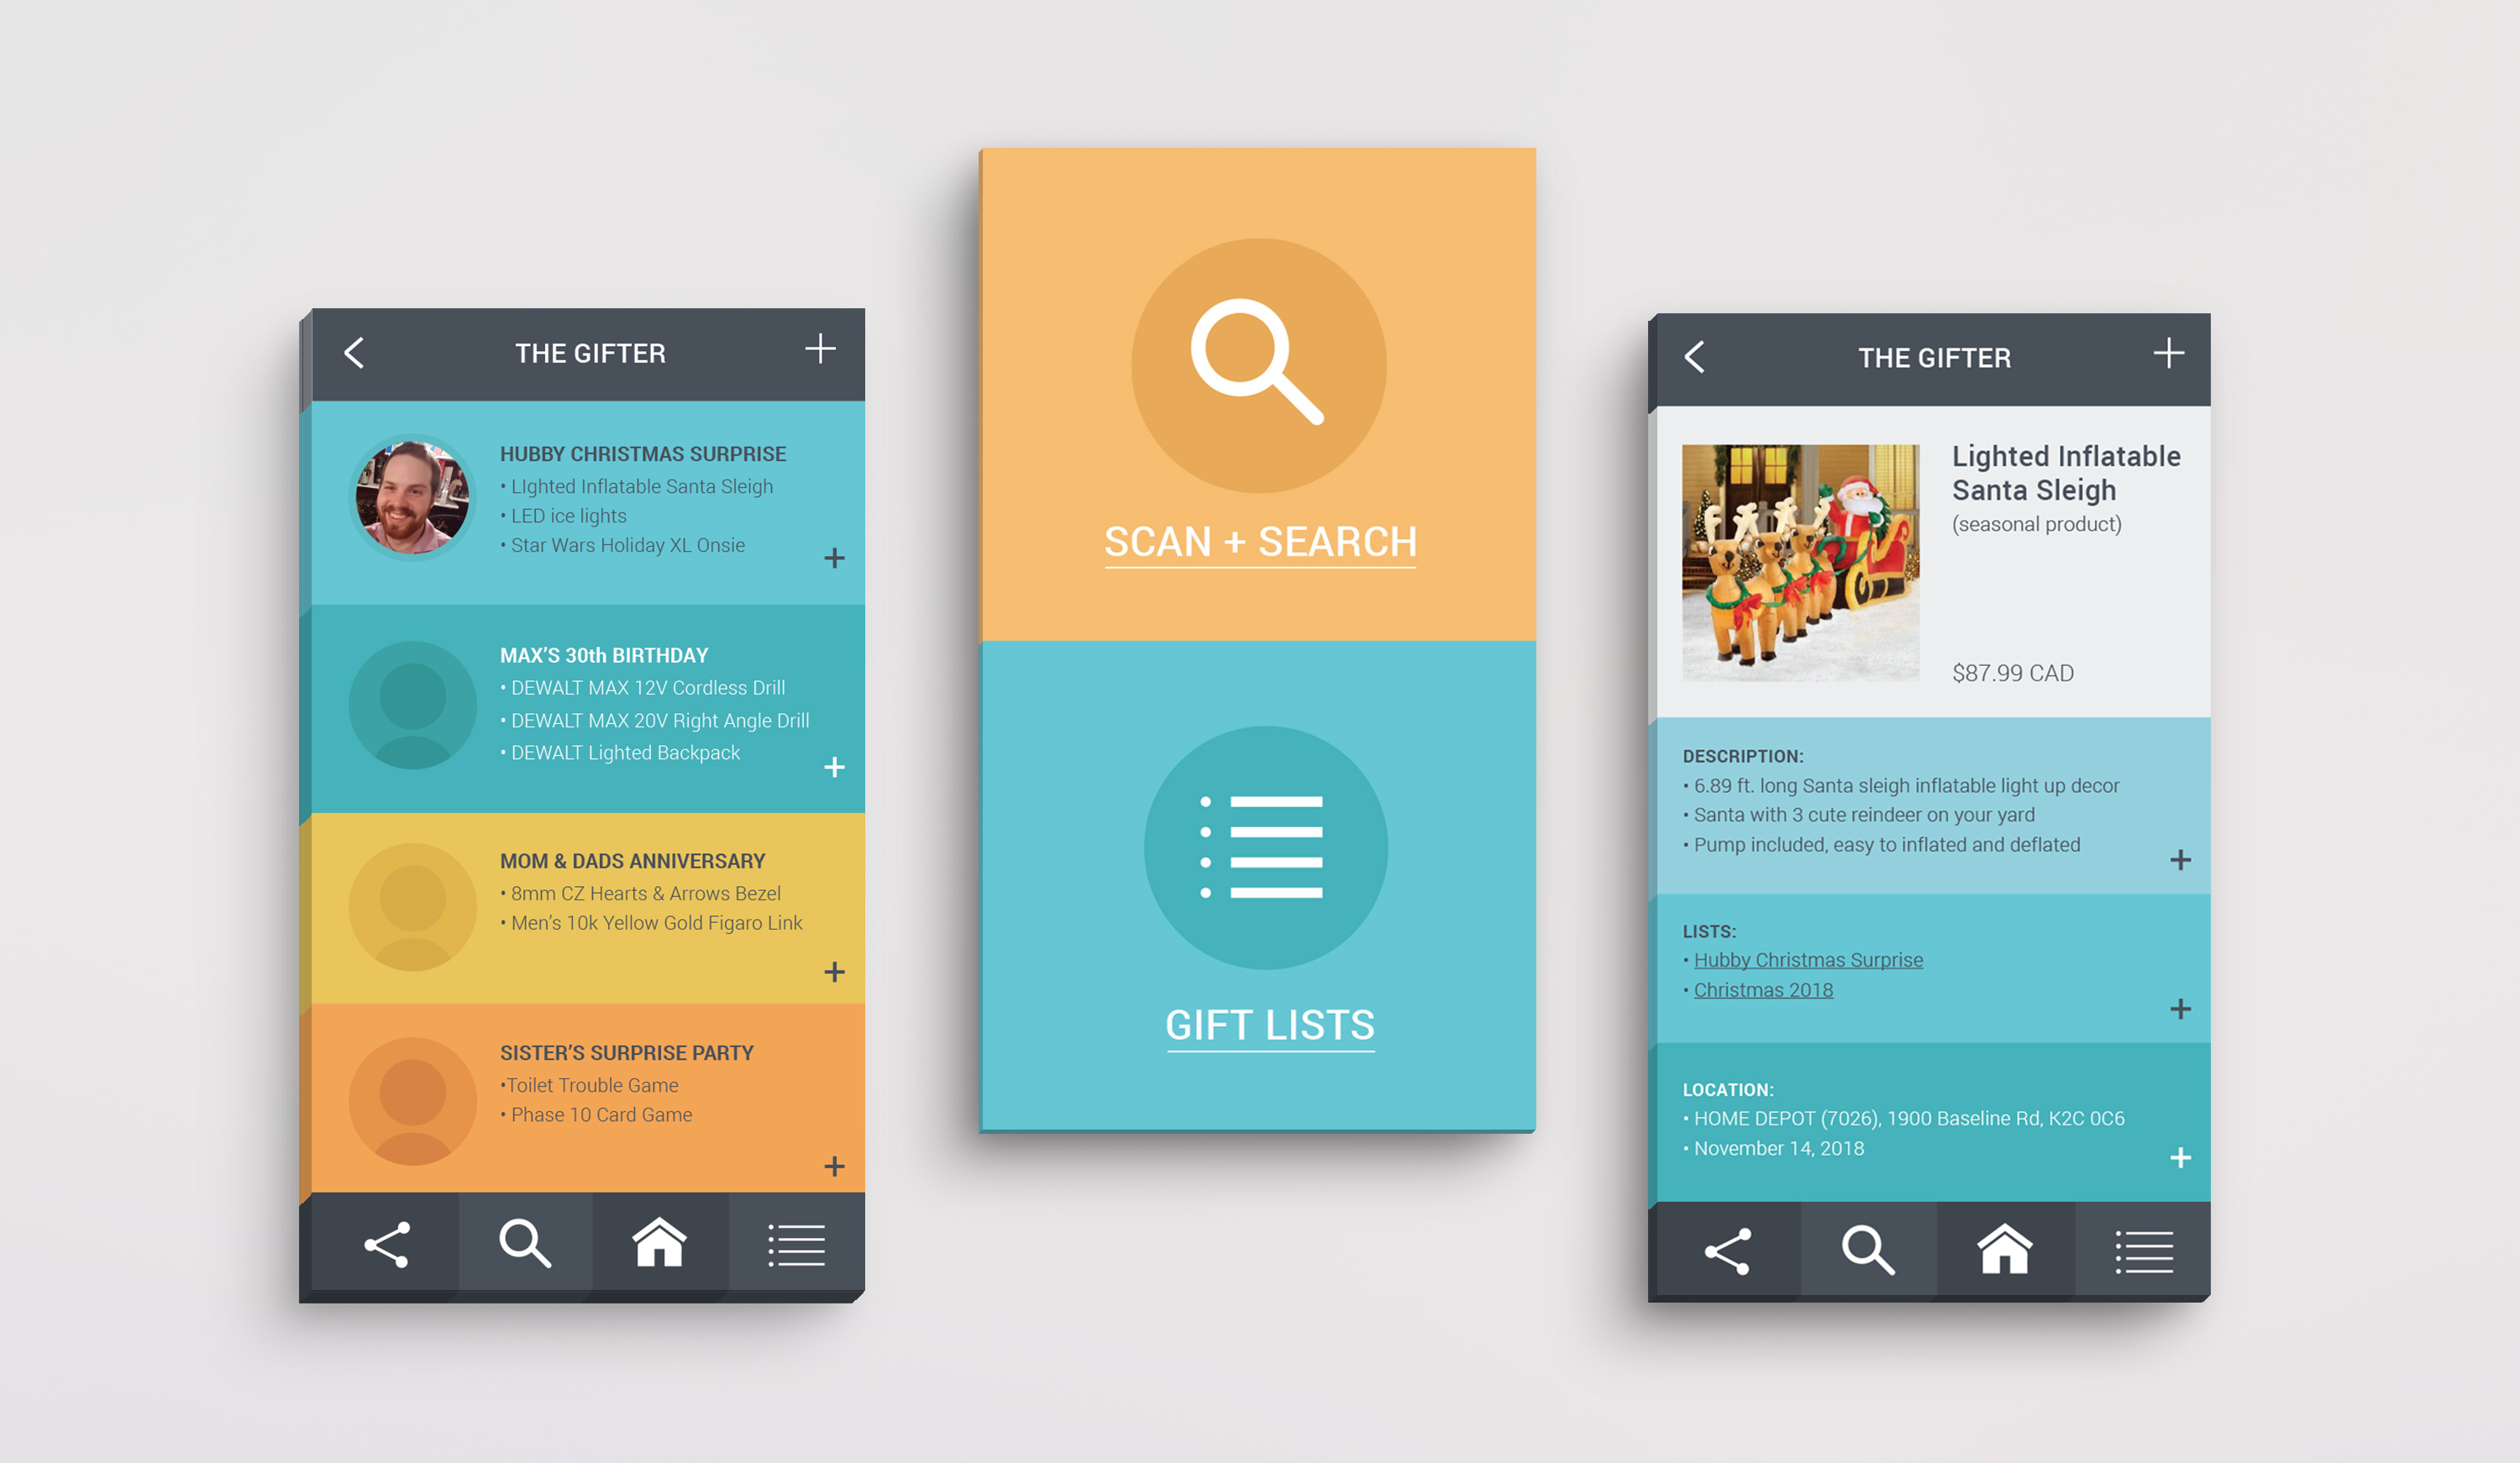 THE GIFTER
HUBBY CHRISTMAS SURPRISE
• LIghted Inflatable Santa Sleigh
• LED ice lights
• Star Wars Holiday XL Onsie
+
MAX'S 30th BIRTHDAY
• DEWALT MAX 12V Cordless Drill
• DEWALT MAX 20V Right Angle Drill
• DEWALT Lighted Backpack
+
MOM & DADS ANNIVERSARY
• 8mm CZ Hearts & Arrows Bezel
• Men's 10k Yellow Gold Figaro Link
+
SISTER'S SURPRISE PARTY
•Toilet Trouble Game
• Phase 10 Card Game
+
SCAN + SEARCH
GIFT LISTS
THE GIFTER
Lighted Inflatable
Santa Sleigh
(seasonal product)
$87.99 CAD
DESCRIPTION:
• 6.89 ft. long Santa sleigh inflatable light up decor
• Santa with 3 cute reindeer on your yard
• Pump included, easy to inflated and deflated
+
LISTS:
• Hubby Christmas Surprise
• Christmas 2018
+
LOCATION:
• HOME DEPOT (7026), 1900 Baseline Rd, K2C 0C6
• November 14, 2018
+